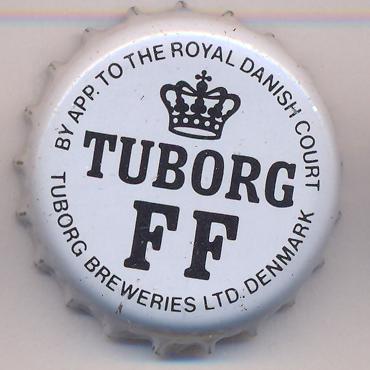 BY APP. TO THE ROYAL DANISH COURT
TUBORG
FF
TUBORG BREWERIES LTD. DENMARK